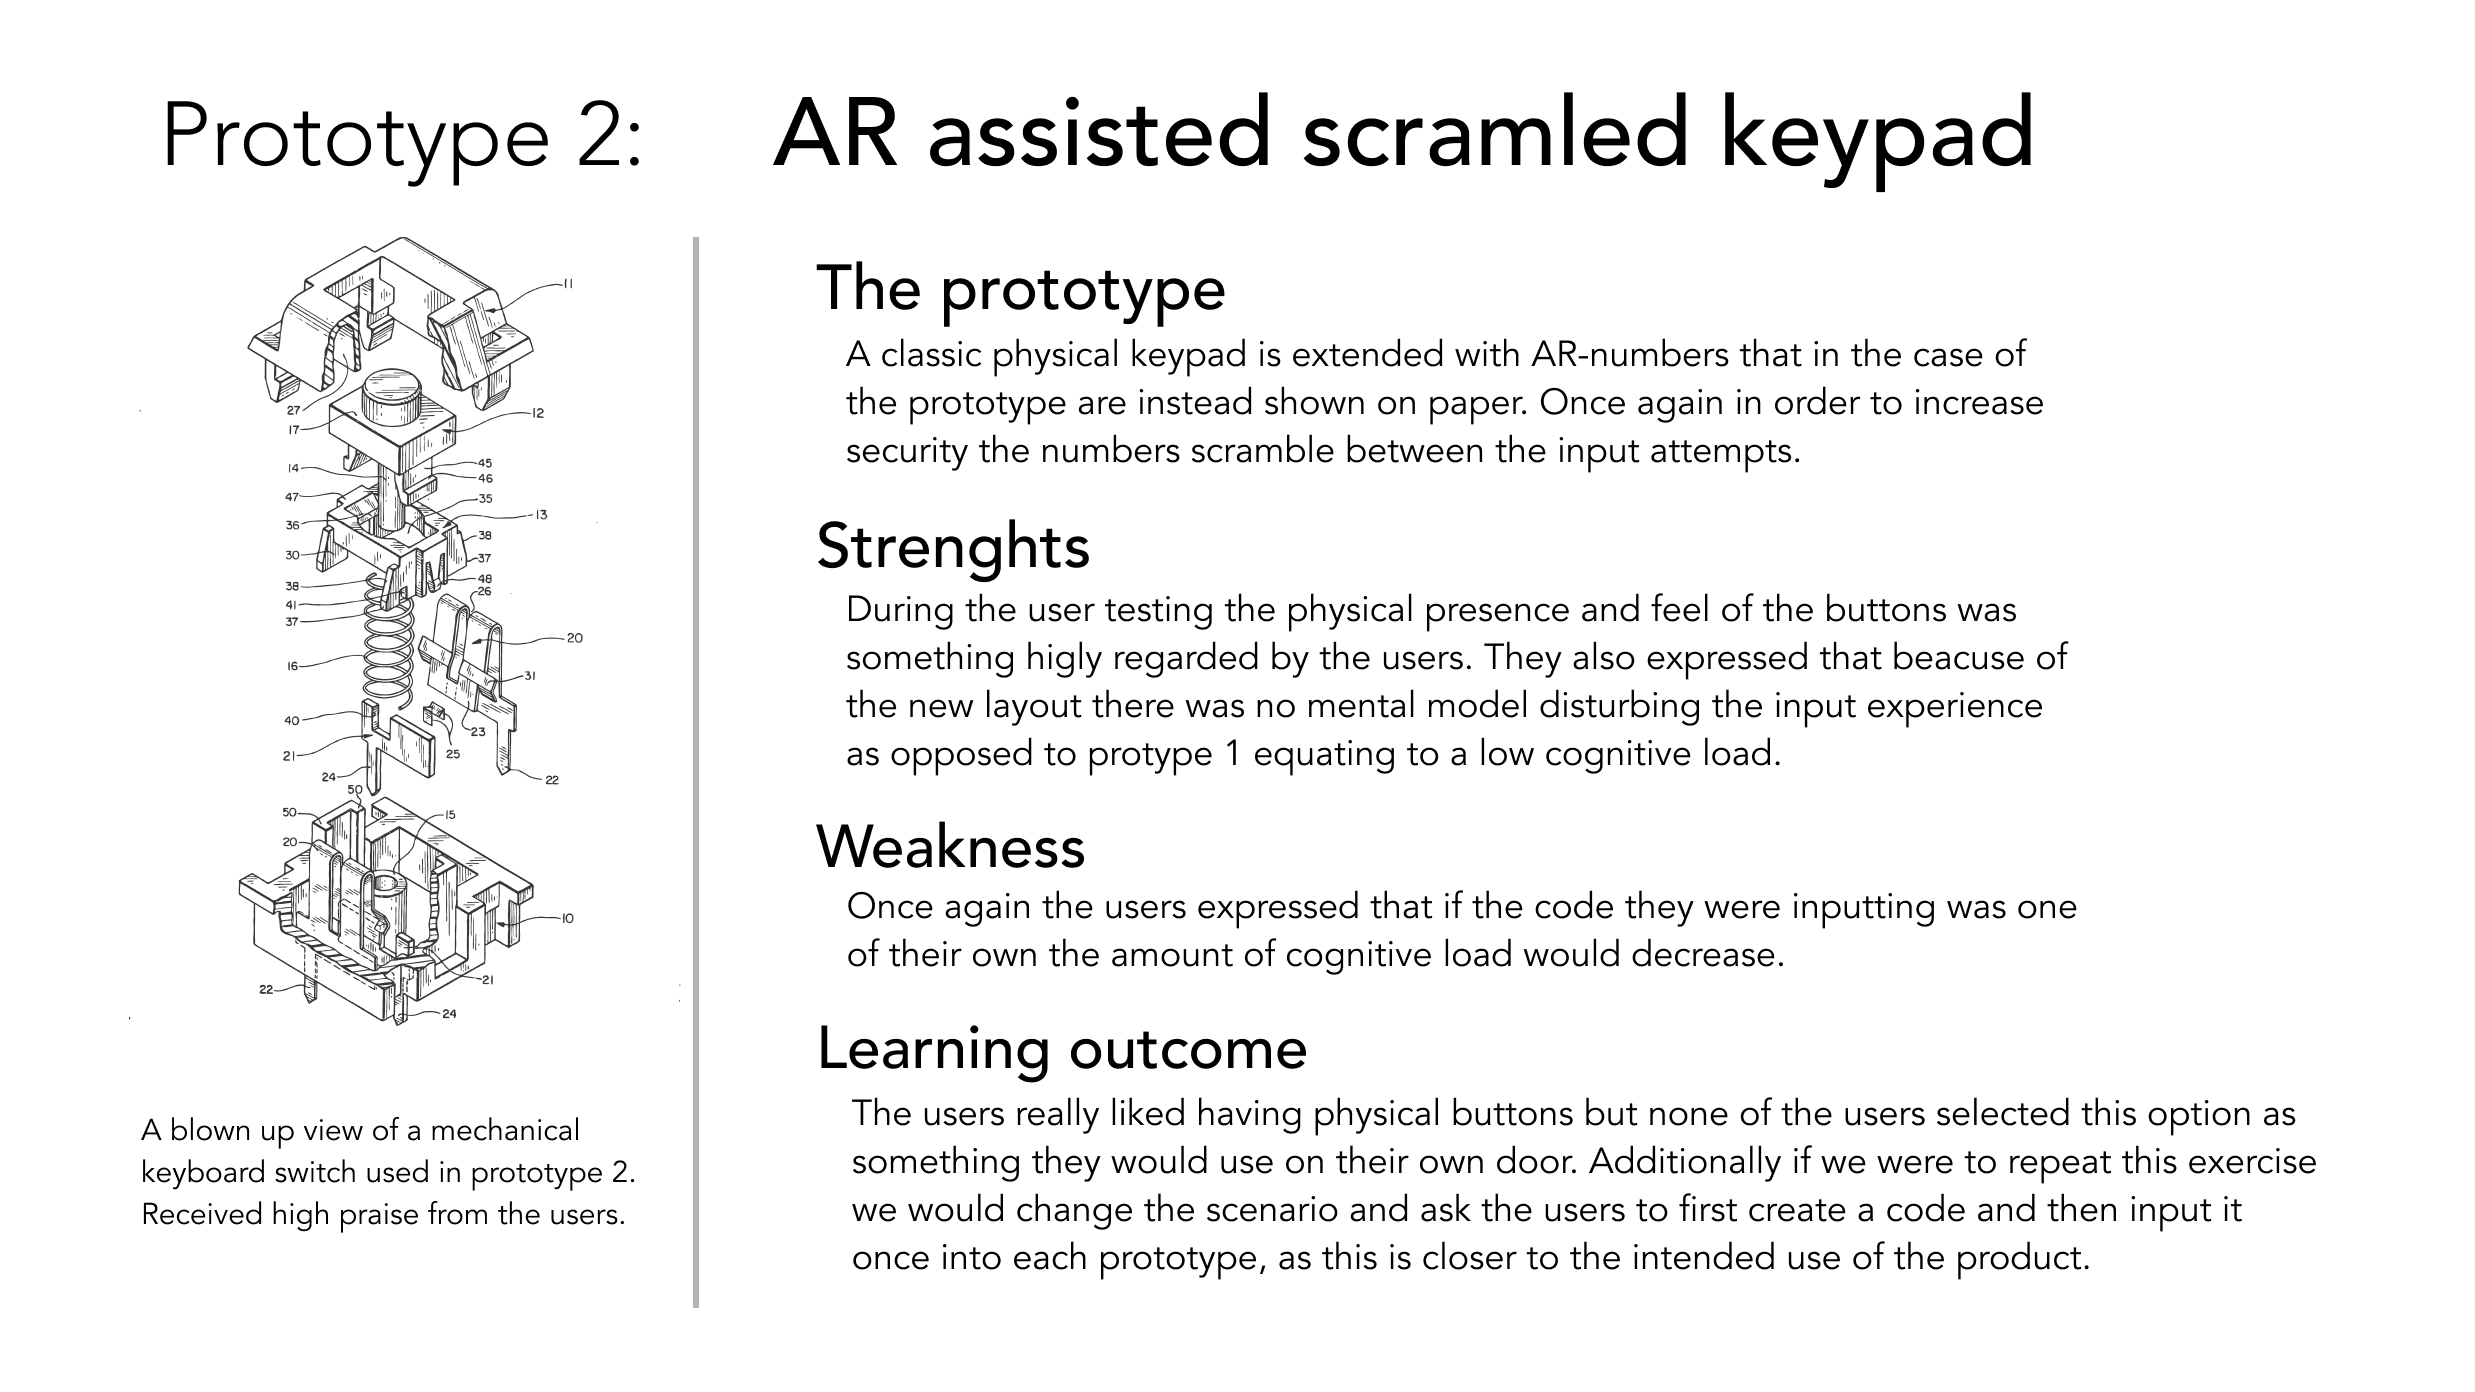 Prototype 2:
AR assisted scramled keypad
11
27
12
17
14
45
46
47
35
36
13
38
30
37
38
48
26
41
37
20
16
31
40
23
21
25
24
22
50
50
15
20
10
21
22
24
A blown up view of a mechanical
keyboard switch used in prototype 2.
Received high praise from the users.
The prototype
A classic physical keypad is extended with AR-numbers that in the case of
the prototype are instead shown on paper. Once again in order to increase
security the numbers scramble between the input attempts.
Strenghts
During the user testing the physical presence and feel of the buttons was
something higly regarded by the users. They also expressed that beacuse of
the new layout there was no mental model disturbing the input experience
as opposed to protype 1 equating to a low cognitive load.
Weakness
Once again the users expressed that if the code they were inputting was one
of their own the amount of cognitive load would decrease.
Learning outcome
The users really liked having physical buttons but none of the users selected this option as
something they would use on their own door. Additionally if we were to repeat this exercise
we would change the scenario and ask the users to first create a code and then input it
once into each prototype, as this is closer to the intended use of the product.